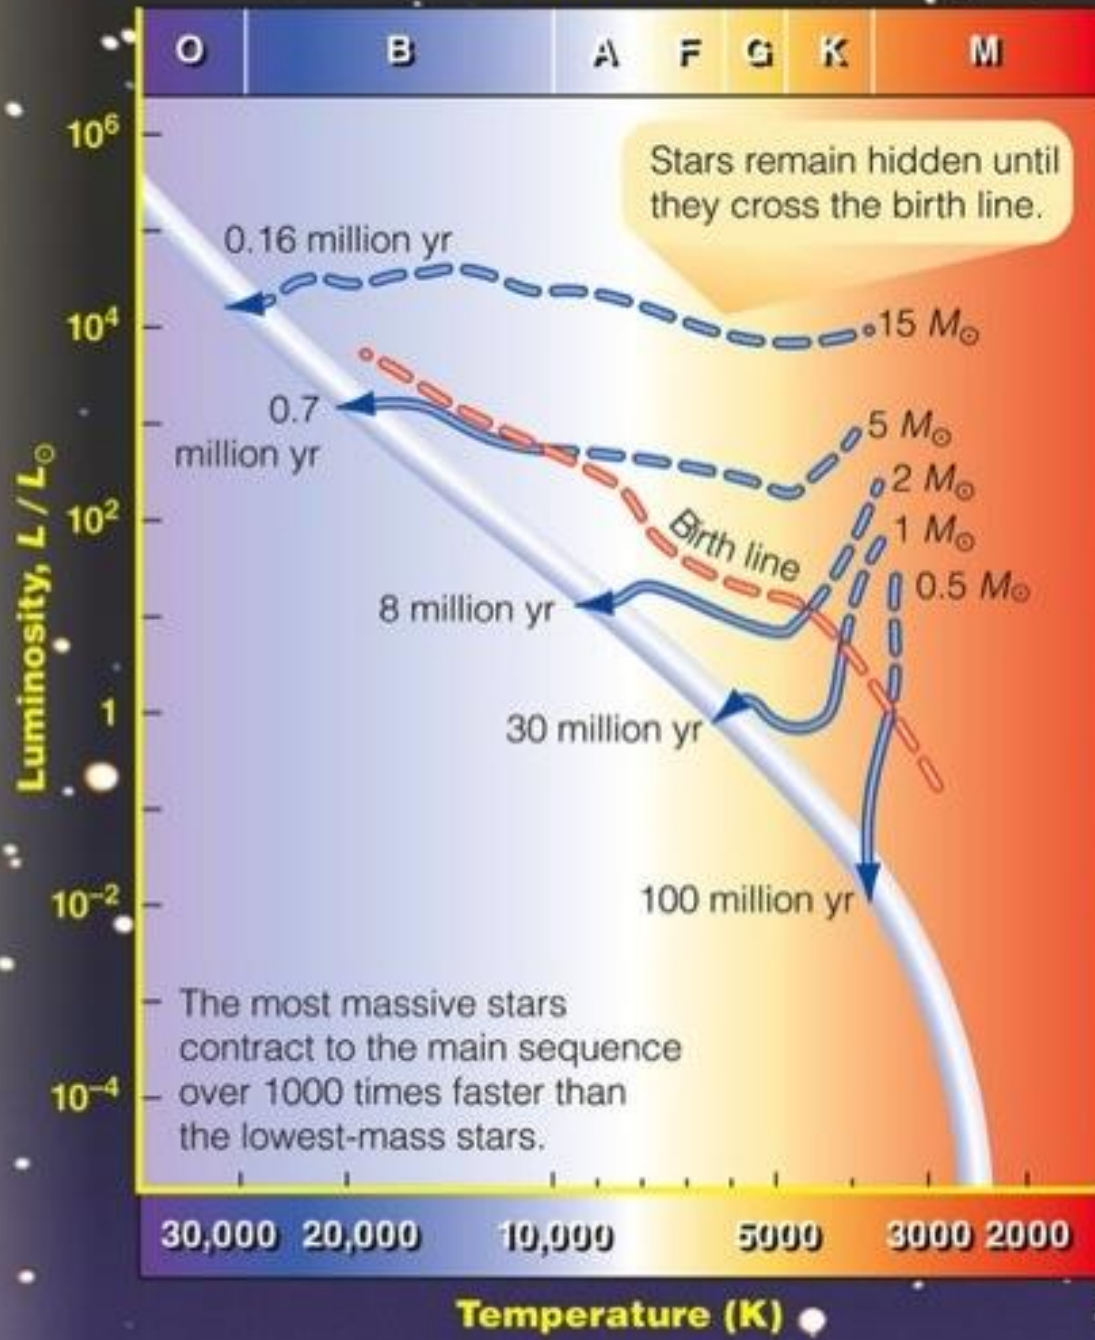 O B A F G K M
10⁶
Stars remain hidden until
they cross the birth line.
0.16 million yr
10⁴
15 M⊙
0.7
million yr
5 M⊙
2 M⊙
10²
Birth line
1 M⊙
0.5 M⊙
8 million yr
1
30 million yr
Luminosity, L / L⊙
10⁻²
100 million yr
The most massive stars
contract to the main sequence
over 1000 times faster than
the lowest-mass stars.
10⁻⁴
30,000 20,000 10,000 5000 3000 2000
Temperature (K)